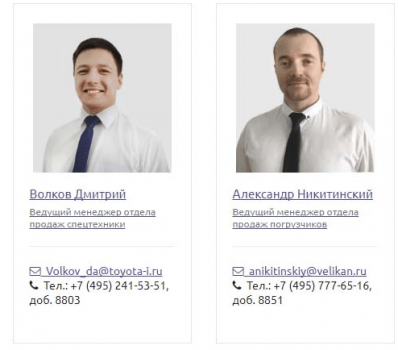 Волков Дмитрий
Ведущий менеджер отдела
продаж спецтехники
Volkov_da@toyota-i.ru
Тел.: +7 (495) 241-53-51,
доб. 8803
Александр Никитинский
Ведущий менеджер отдела
продаж погрузчиков
anikitinskiy@velikan.ru
Тел.: +7 (495) 777-65-16,
доб. 8851